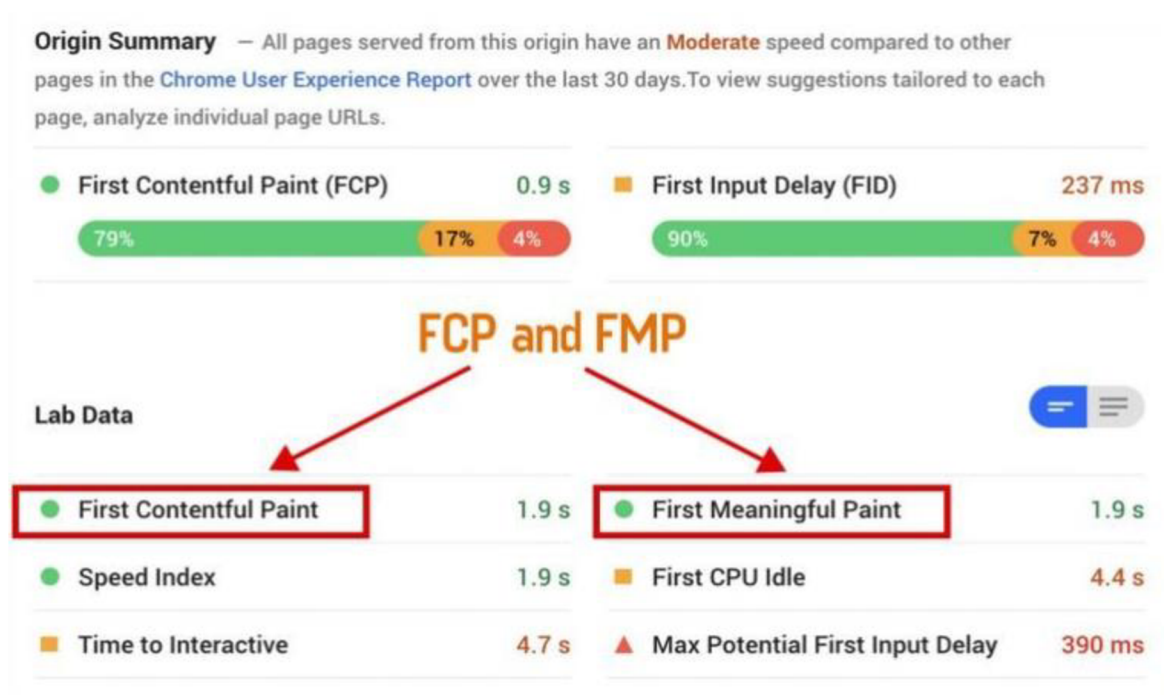 Origin Summary — All pages served from this origin have an Moderate speed compared to other
pages in the Chrome User Experience Report over the last 30 days.To view suggestions tailored to each
page, analyze individual page URLs.
First Contentful Paint (FCP) 0.9 s
79% 17% 4%
First Input Delay (FID) 237 ms
90% 7% 4%
FCP and FMP
Lab Data
First Contentful Paint 1.9 s
First Meaningful Paint 1.9 s
Speed Index 1.9 s
First CPU Idle 4.4 s
Time to Interactive 4.7 s
Max Potential First Input Delay 390 ms